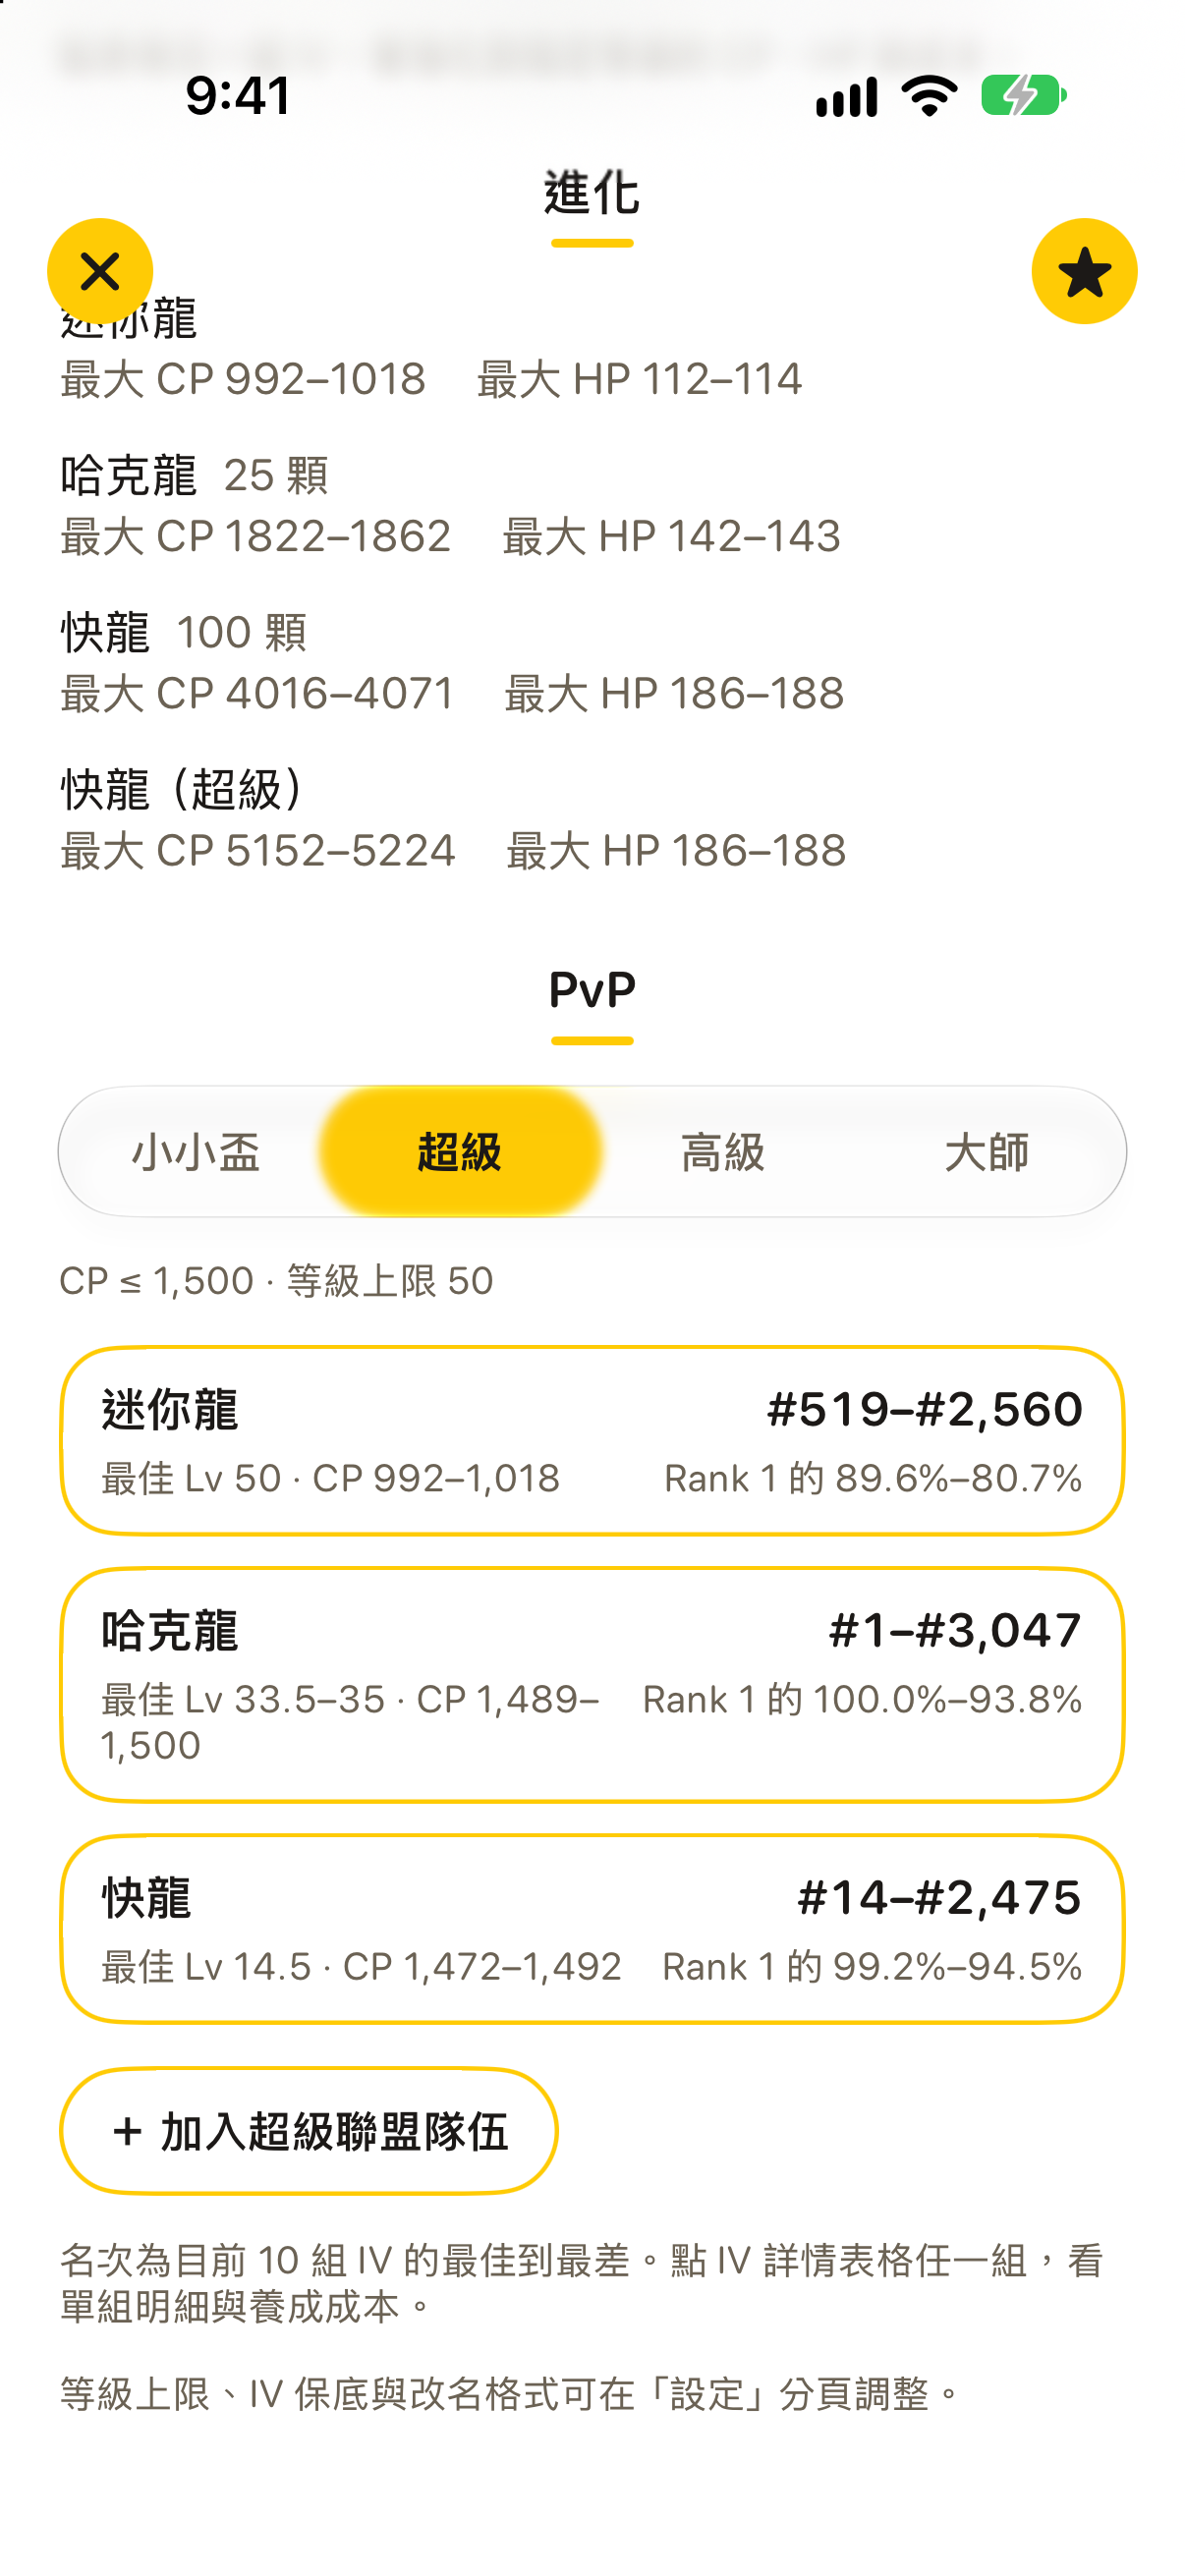 9:41
進化
迷你龍
最大 CP 992–1018 最大 HP 112–114
哈克龍 25 顆
最大 CP 1822–1862 最大 HP 142–143
快龍 100 顆
最大 CP 4016–4071 最大 HP 186–188
快龍（超級）
最大 CP 5152–5224 最大 HP 186–188
PvP
小小盃 超級 高級 大師
CP ≤ 1,500 · 等級上限 50
迷你龍 #519–#2,560
最佳 Lv 50 · CP 992–1,018 Rank 1 的 89.6%–80.7%
哈克龍 #1–#3,047
最佳 Lv 33.5–35 · CP 1,489– Rank 1 的 100.0%–93.8%
1,500
快龍 #14–#2,475
最佳 Lv 14.5 · CP 1,472–1,492 Rank 1 的 99.2%–94.5%
+ 加入超級聯盟隊伍
名次為目前 10 組 IV 的最佳到最差。點 IV 詳情表格任一組，看
單組明細與養成成本。
等級上限、IV 保底與改名格式可在「設定」分頁調整。